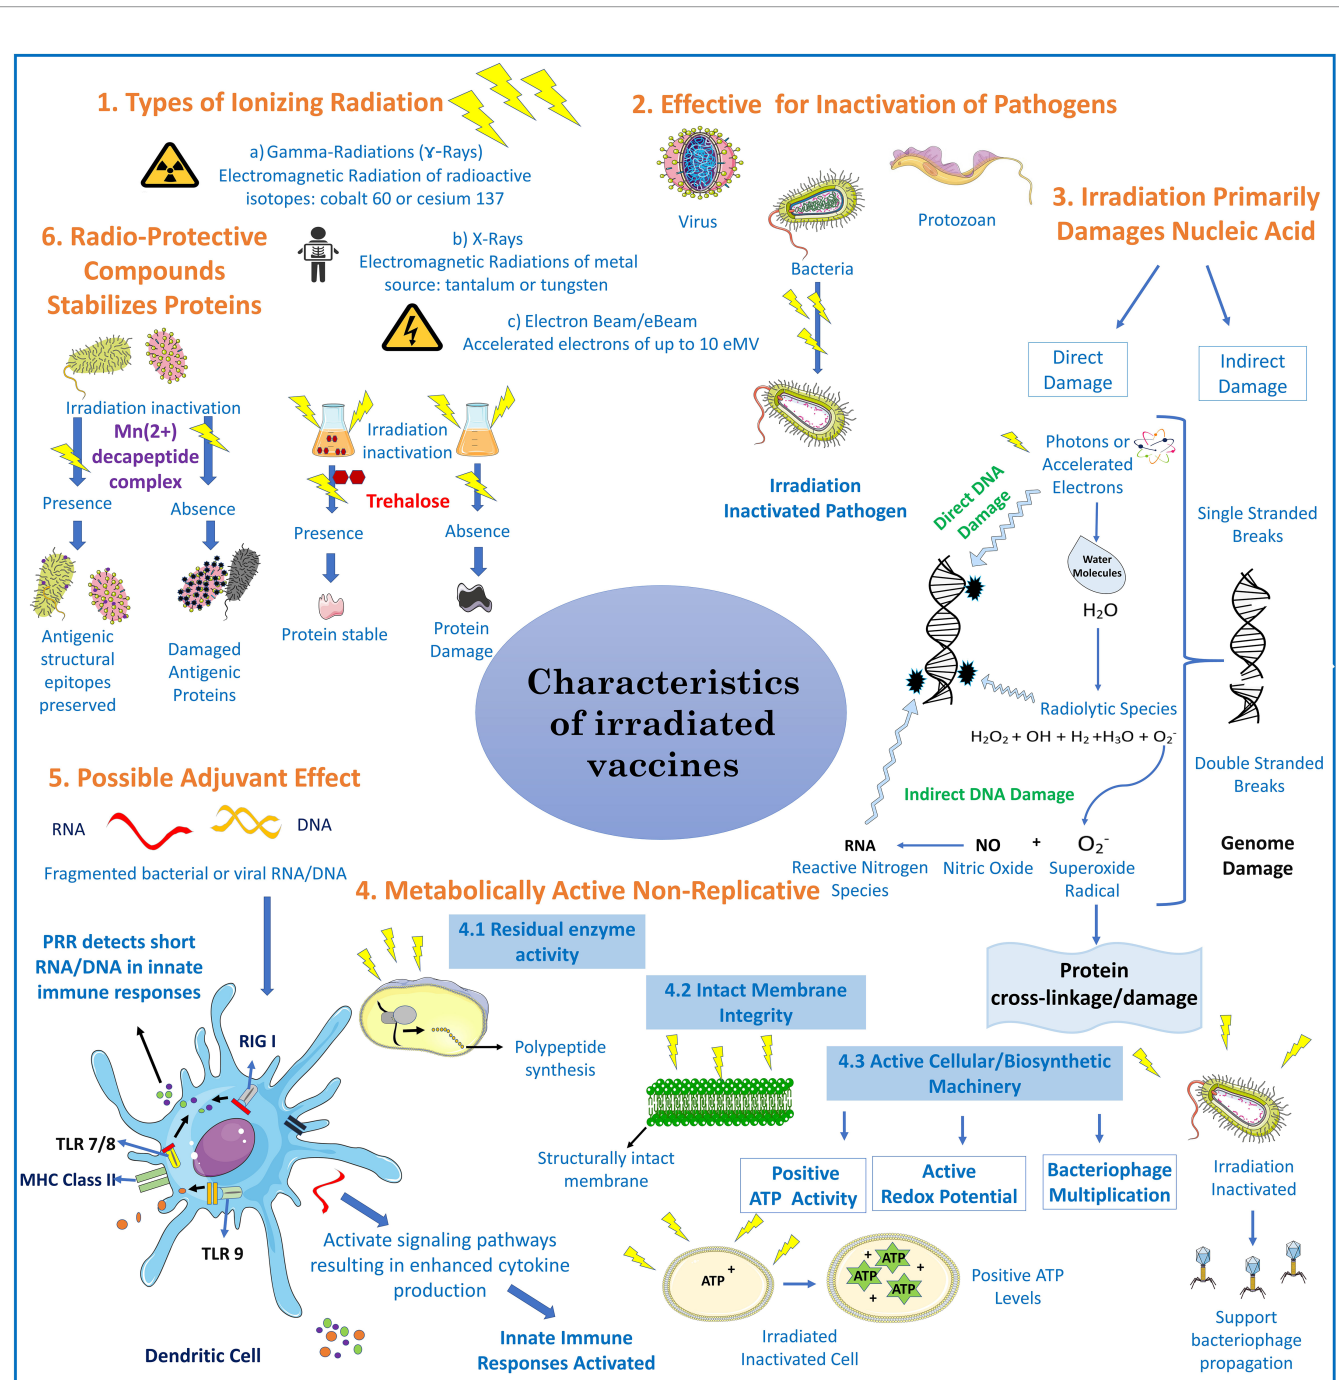 1. Types of Ionizing Radiation
a) Gamma-Radiations (ɣ-Rays)
Electromagnetic Radiation of radioactive
isotopes: cobalt 60 or cesium 137
b) X-Rays
Electromagnetic Radiations of metal
source: tantalum or tungsten
c) Electron Beam/eBeam
Accelerated electrons of up to 10 eMV
2. Effective for Inactivation of Pathogens
Virus
Bacteria
Protozoan
Irradiation
Inactivated Pathogen
3. Irradiation Primarily
Damages Nucleic Acid
Direct
Damage
Indirect
Damage
Photons or
Accelerated
Electrons
Direct DNA
Damage
Water
Molecules
H₂O
Radiolytic Species
H₂O₂ + OH + H₂ +H₃O + O₂⁻
Indirect DNA Damage
RNA
Reactive Nitrogen
Species
NO
Nitric Oxide
+
O₂⁻
Superoxide
Radical
Single Stranded
Breaks
Double Stranded
Breaks
Genome
Damage
Protein
cross-linkage/damage
6. Radio-Protective
Compounds
Stabilizes Proteins
Irradiation inactivation
Mn(2+)
decapeptide
complex
Presence
Absence
Antigenic
structural
epitopes
preserved
Damaged
Antigenic
Proteins
Irradiation
inactivation
Trehalose
Presence
Absence
Protein stable
Protein
Damage
Characteristics
of irradiated
vaccines
5. Possible Adjuvant Effect
RNA
DNA
Fragmented bacterial or viral RNA/DNA
PRR detects short
RNA/DNA in innate
immune responses
RIG I
TLR 7/8
MHC Class II
TLR 9
Dendritic Cell
Activate signaling pathways
resulting in enhanced cytokine
production
Innate Immune
Responses Activated
4. Metabolically Active Non-Replicative
4.1 Residual enzyme
activity
Polypeptide
synthesis
4.2 Intact Membrane
Integrity
Structurally intact
membrane
4.3 Active Cellular/Biosynthetic
Machinery
Positive
ATP Activity
Active
Redox Potential
Bacteriophage
Multiplication
ATP
+
+
ATP
ATP
+
ATP
+
Irradiated
Inactivated Cell
Positive ATP
Levels
Irradiation
Inactivated
Support
bacteriophage
propagation